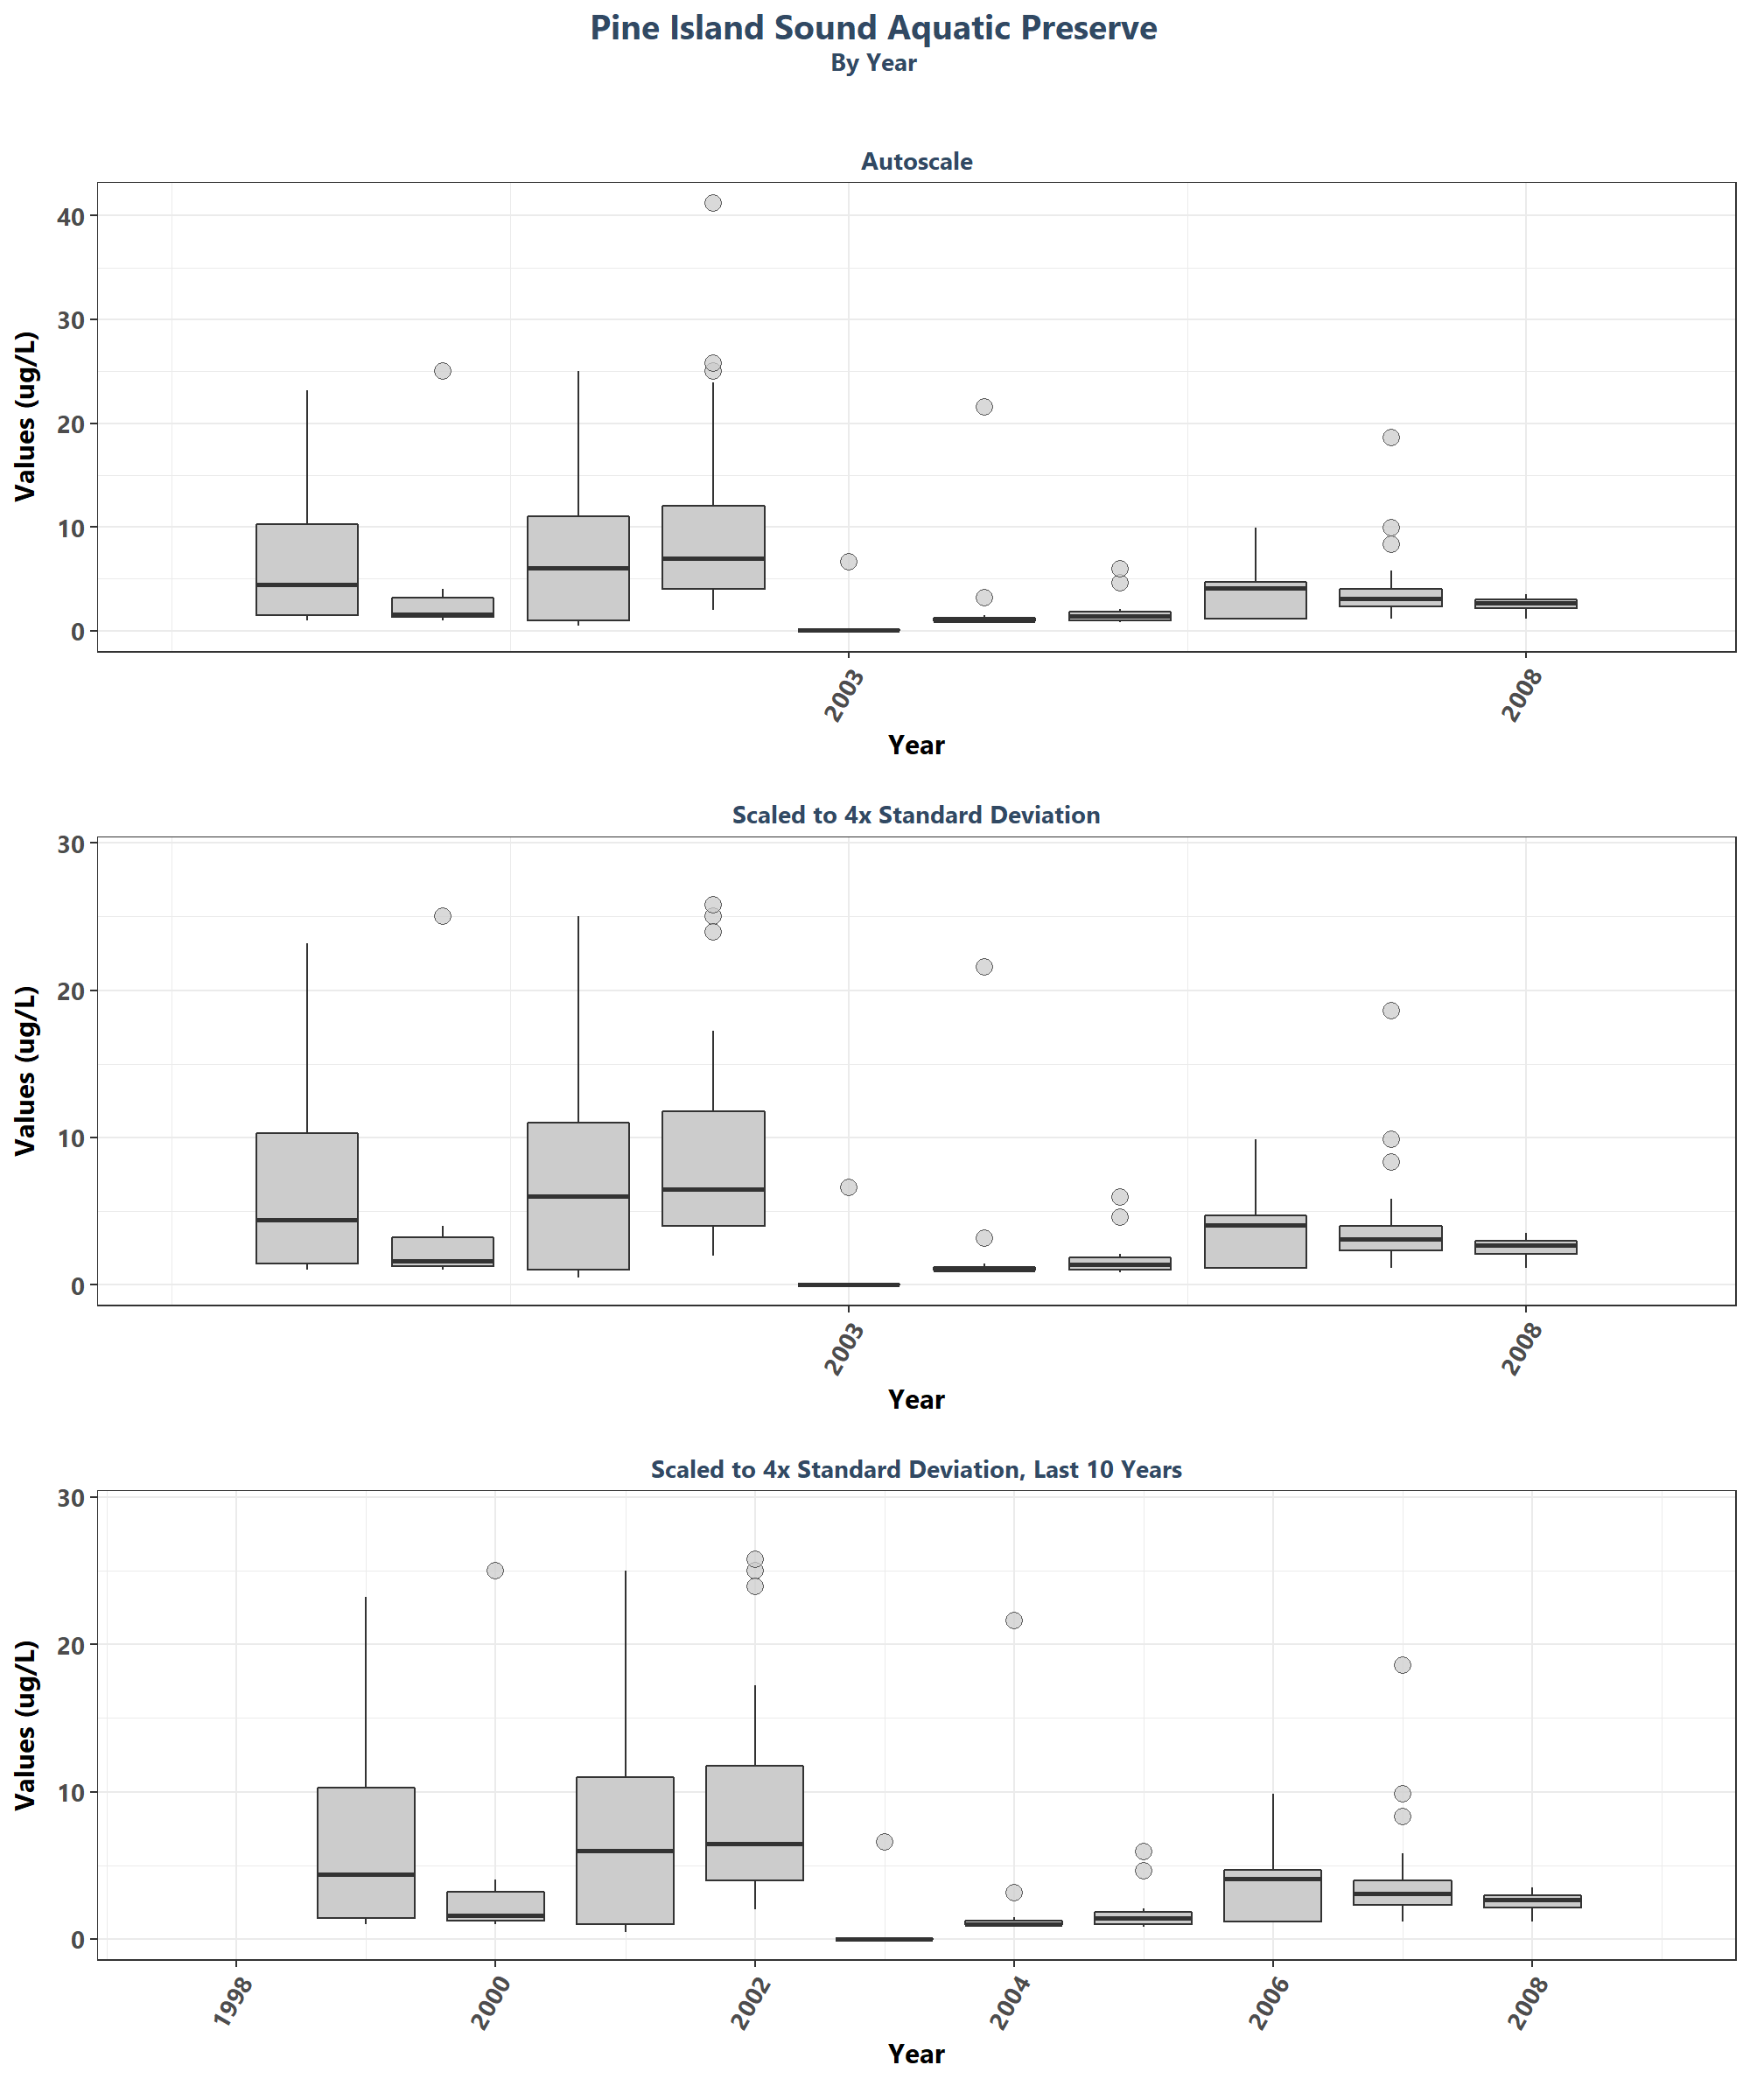 Pine Island Sound Aquatic Preserve
By Year
Autoscale
Values (ug/L)
40
30
20
10
0
2003
2008
Year
Scaled to 4x Standard Deviation
Values (ug/L)
30
20
10
0
2003
2008
Year
Scaled to 4x Standard Deviation, Last 10 Years
Values (ug/L)
30
20
10
0
1998
2000
2002
2004
2006
2008
Year